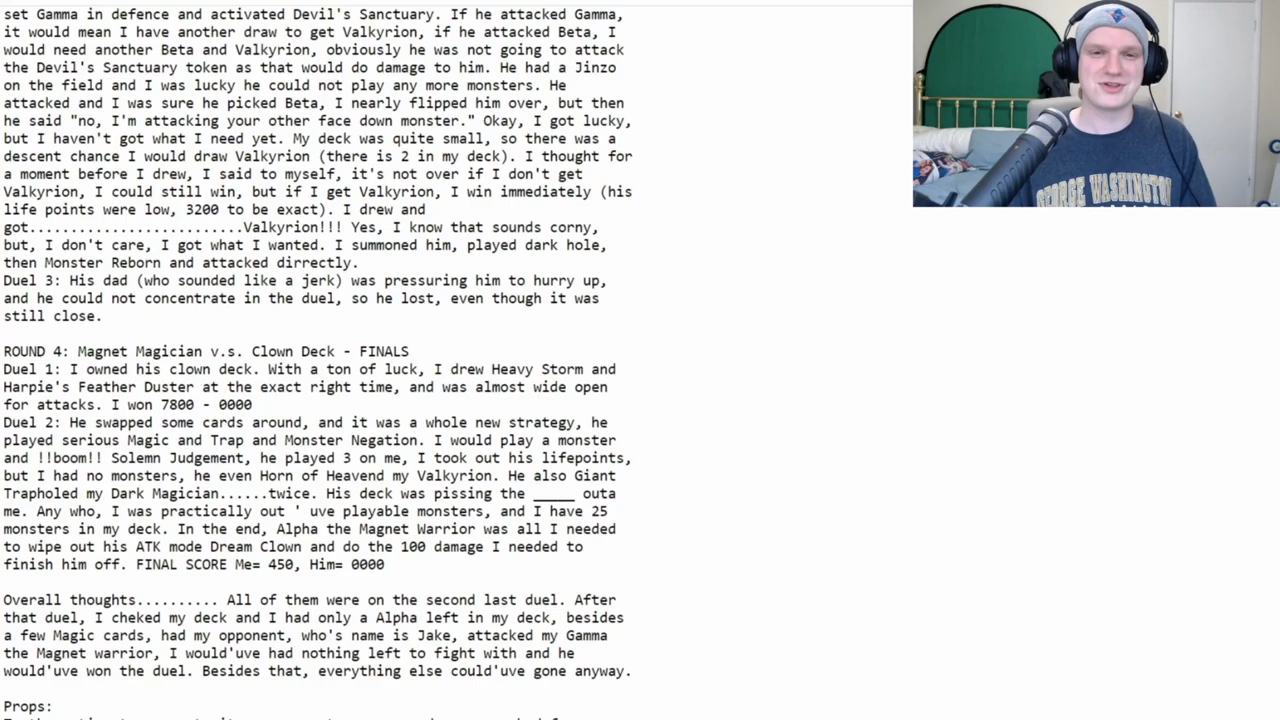 set Gamma in defence and activated Devil's Sanctuary. If he attacked Gamma,
it would mean I have another draw to get Valkyrion, if he attacked Beta, I
would need another Beta and Valkyrion, obviously he was not going to attack
the Devil's Sanctuary token as that would do damage to him. He had a Jinzo
on the field and I was lucky he could not play any more monsters. He
attacked and I was sure he picked Beta, I nearly flipped him over, but then
he said "no, I'm attacking your other face down monster." Okay, I got lucky,
but I haven't got what I need yet. My deck was quite small, so there was a
descent chance I would draw Valkyrion (there is 2 in my deck). I thought for
a moment before I drew, I said to myself, it's not over if I don't get
Valkyrion, I could still win, but if I get Valkyrion, I win immediately (his
life points were low, 3200 to be exact). I drew and
got..........................Valkyrion!!! Yes, I know that sounds corny,
but, I don't care, I got what I wanted. I summoned him, played dark hole,
then Monster Reborn and attacked dirrectly.
Duel 3: His dad (who sounded like a jerk) was pressuring him to hurry up,
and he could not concentrate in the duel, so he lost, even though it was
still close.
ROUND 4: Magnet Magician v.s. Clown Deck - FINALS
Duel 1: I owned his clown deck. With a ton of luck, I drew Heavy Storm and
Harpie's Feather Duster at the exact right time, and was almost wide open
for attacks. I won 7800 - 0000
Duel 2: He swapped some cards around, and it was a whole new strategy, he
played serious Magic and Trap and Monster Negation. I would play a monster
and !!boom!! Solemn Judgement, he played 3 on me, I took out his lifepoints,
but I had no monsters, he even Horn of Heavend my Valkyrion. He also Giant
Trapholed my Dark Magician......twice. His deck was pissing the _____ outa
me. Any who, I was practically out ' uve playable monsters, and I have 25
monsters in my deck. In the end, Alpha the Magnet Warrior was all I needed
to wipe out his ATK mode Dream Clown and do the 100 damage I needed to
finish him off. FINAL SCORE Me= 450, Him= 0000
Overall thoughts.......... All of them were on the second last duel. After
that duel, I cheked my deck and I had only a Alpha left in my deck, besides
a few Magic cards, had my opponent, who's name is Jake, attacked my Gamma
the Magnet warrior, I would'uve had nothing left to fight with and he
would'uve won the duel. Besides that, everything else could'uve gone anyway.
Props:
GEORGE WASHINGTON